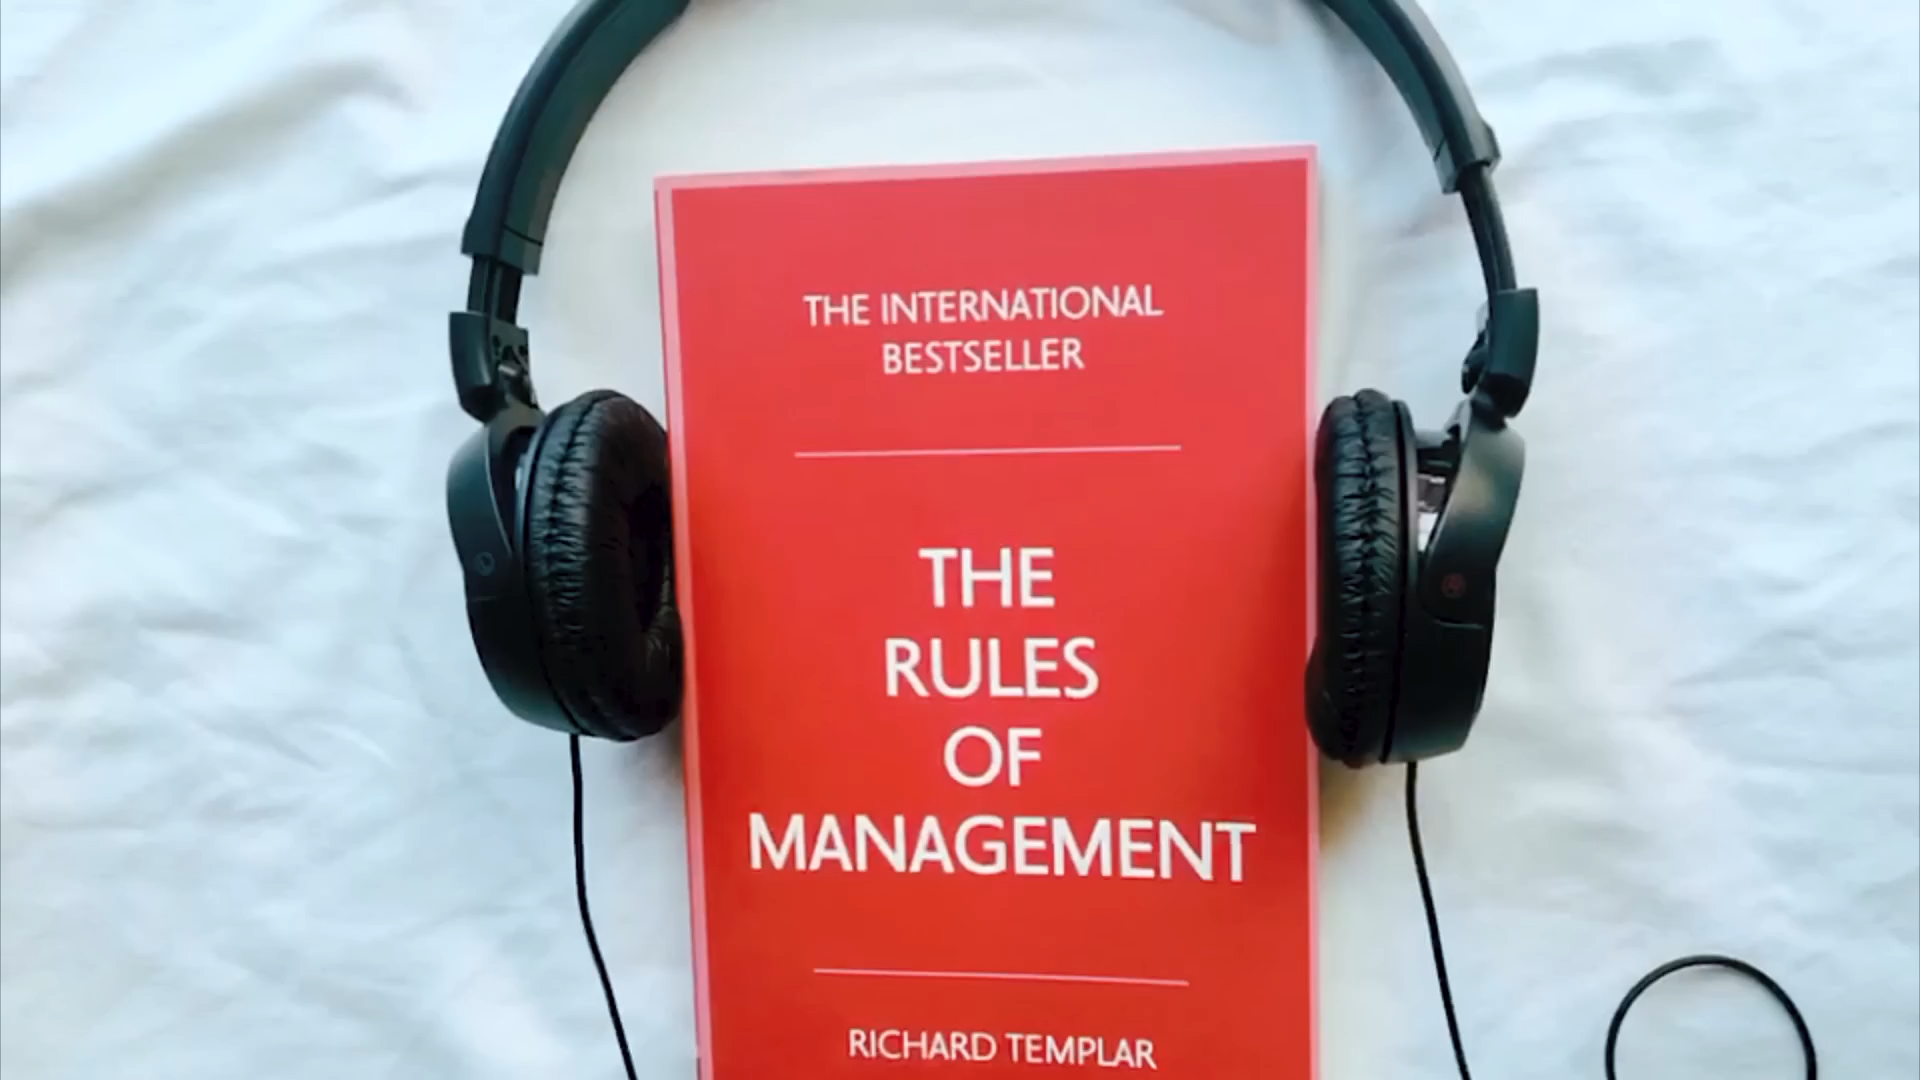 THE INTERNATIONAL
BESTSELLER
THE
RULES
OF
MANAGEMENT
RICHARD TEMPLAR